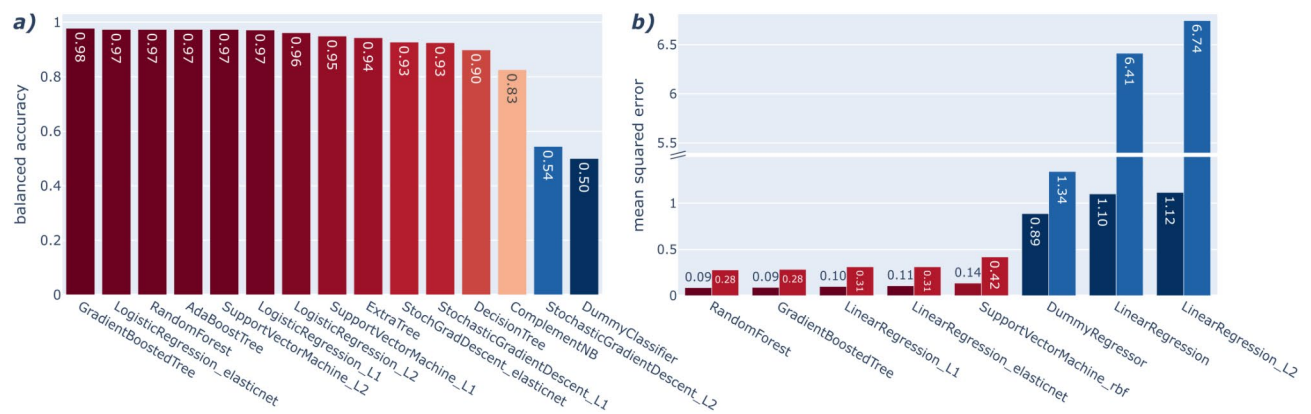 a)
balanced accuracy
1
0.8
0.6
0.4
0.2
0
0.98
0.97
0.97
0.97
0.97
0.97
0.96
0.95
0.94
0.93
0.93
0.90
0.83
0.54
0.50
GradientBoostedTree
LogisticRegression_elasticnet
RandomForest
AdaBoostTree
SupportVectorMachine_L2
LogisticRegression_L1
LogisticRegression_L2
SupportVectorMachine_L1
ExtraTree
StochGradDescent_elasticnet
StochasticGradientDescent_L1
DecisionTree
ComplementNB
StochasticGradientDescent_L2
DummyClassifier
b)
mean squared error
6.5
5.5
1
0.5
0
0.09
0.28
0.09
0.28
0.10
0.31
0.11
0.31
0.14
0.42
0.89
1.34
1.10
6.41
1.12
6.74
RandomForest
GradientBoostedTree
LinearRegression_L1
LinearRegression_elasticnet
SupportVectorMachine_rbf
DummyRegressor
LinearRegression
LinearRegression_L2